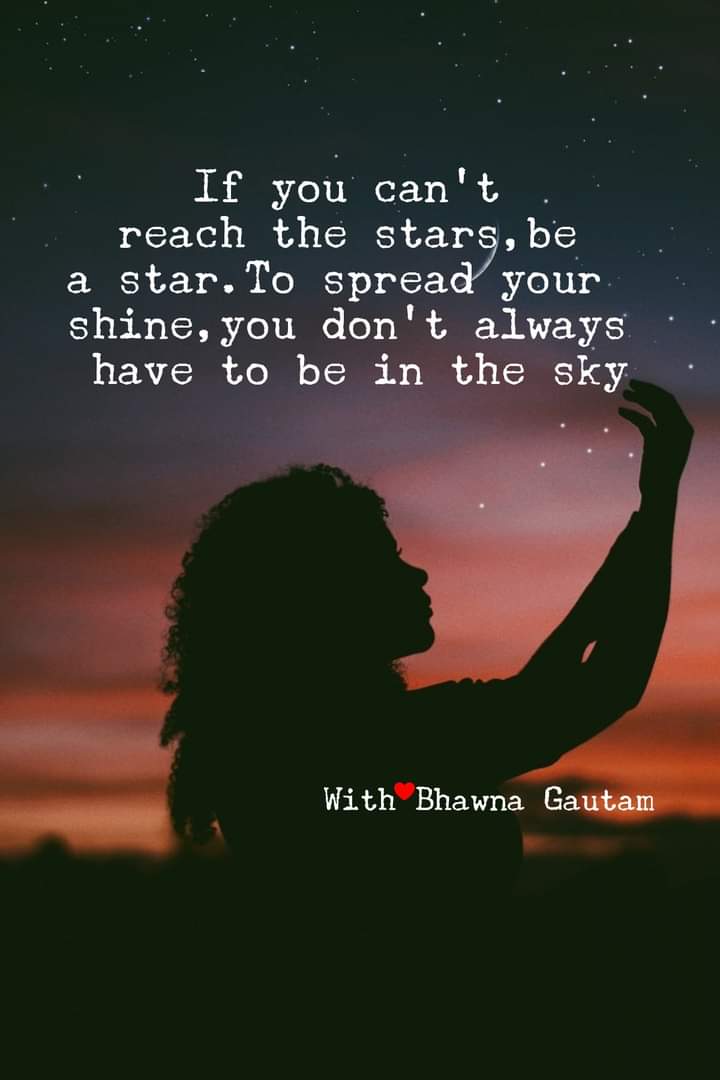 If you can't
reach the stars,be
a star.To spread your
shine,you don't always
have to be in the sky
With❤Bhawna Gautam